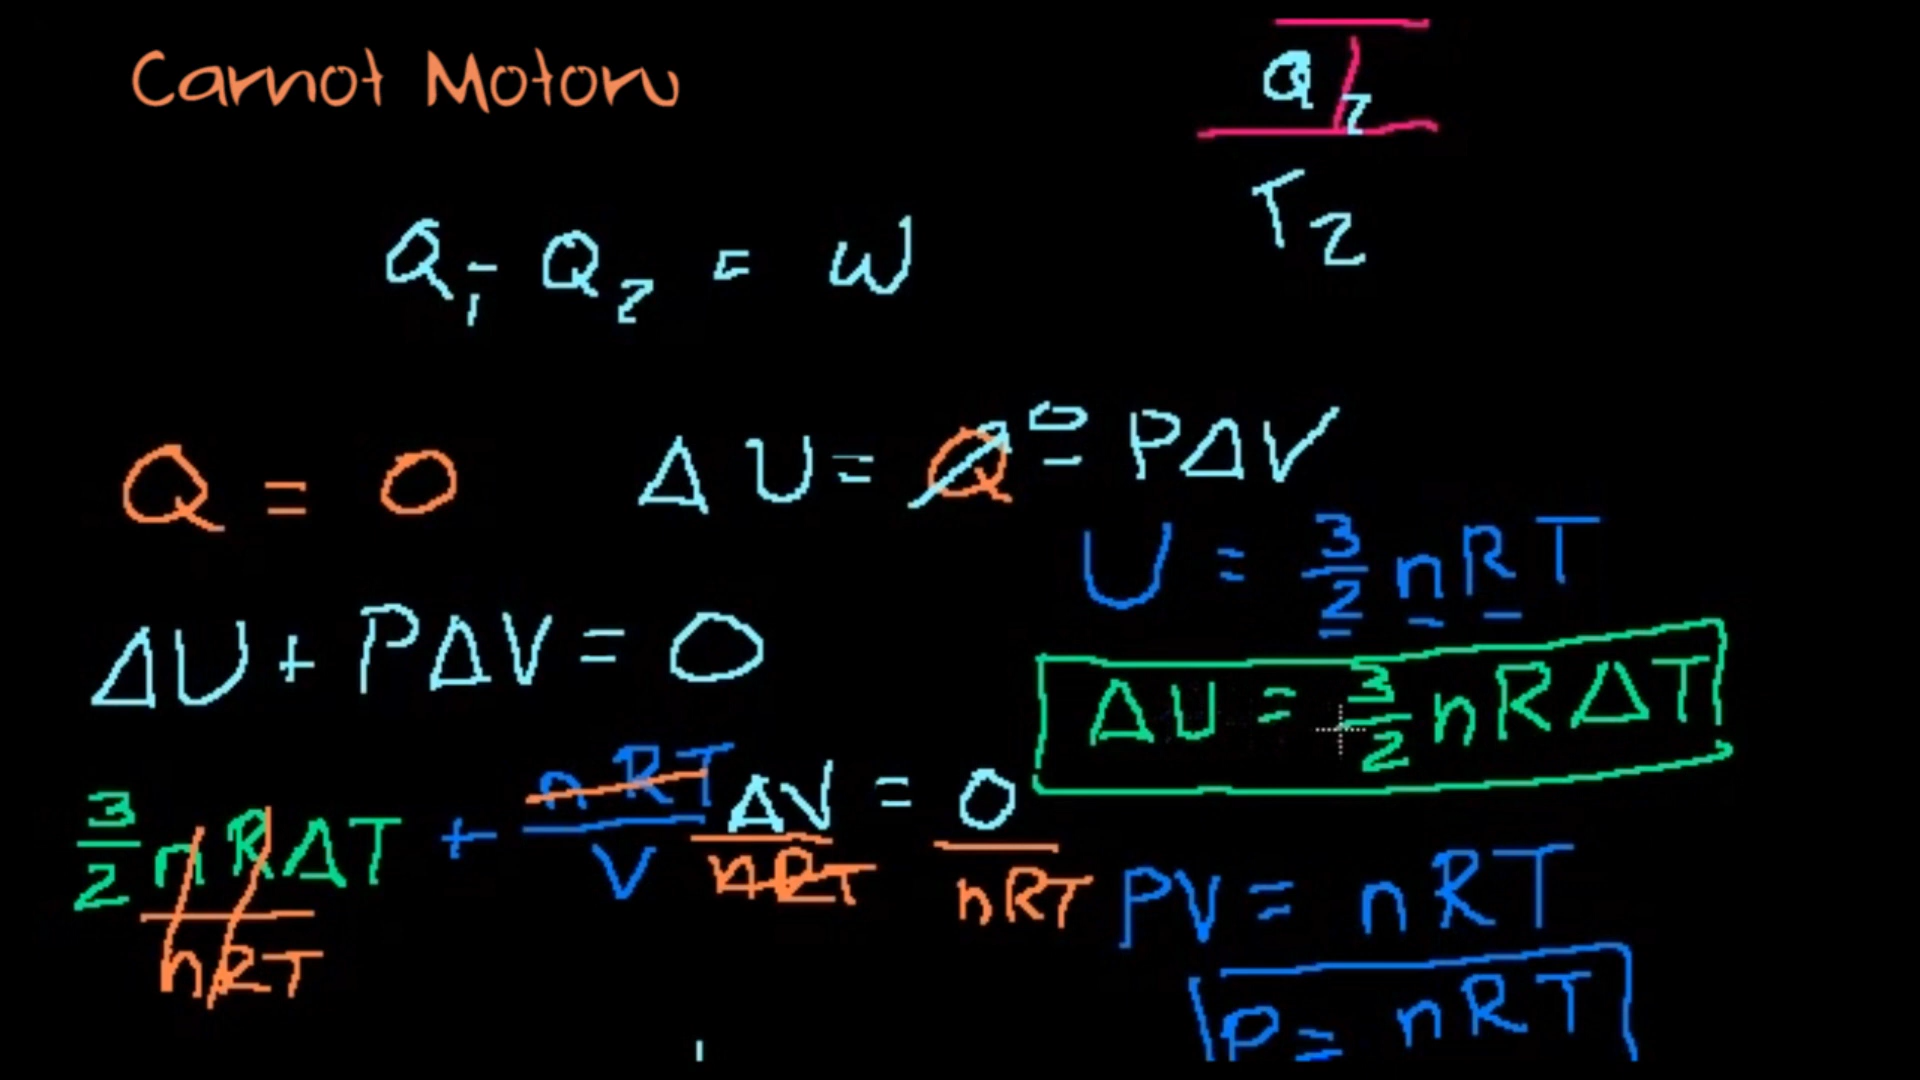 Carnot Motoru
Q₂
T₂
Q₁ - Q₂ = W
Q = 0
ΔU = Q⁰ - PΔV
U = 3/2 nRT
ΔU + PΔV = 0
ΔU = 3/2 nRΔT
3/2 nRΔT/nRT + nRT/V ΔV/nRT = 0/nRT
PV = nRT
P = nRT